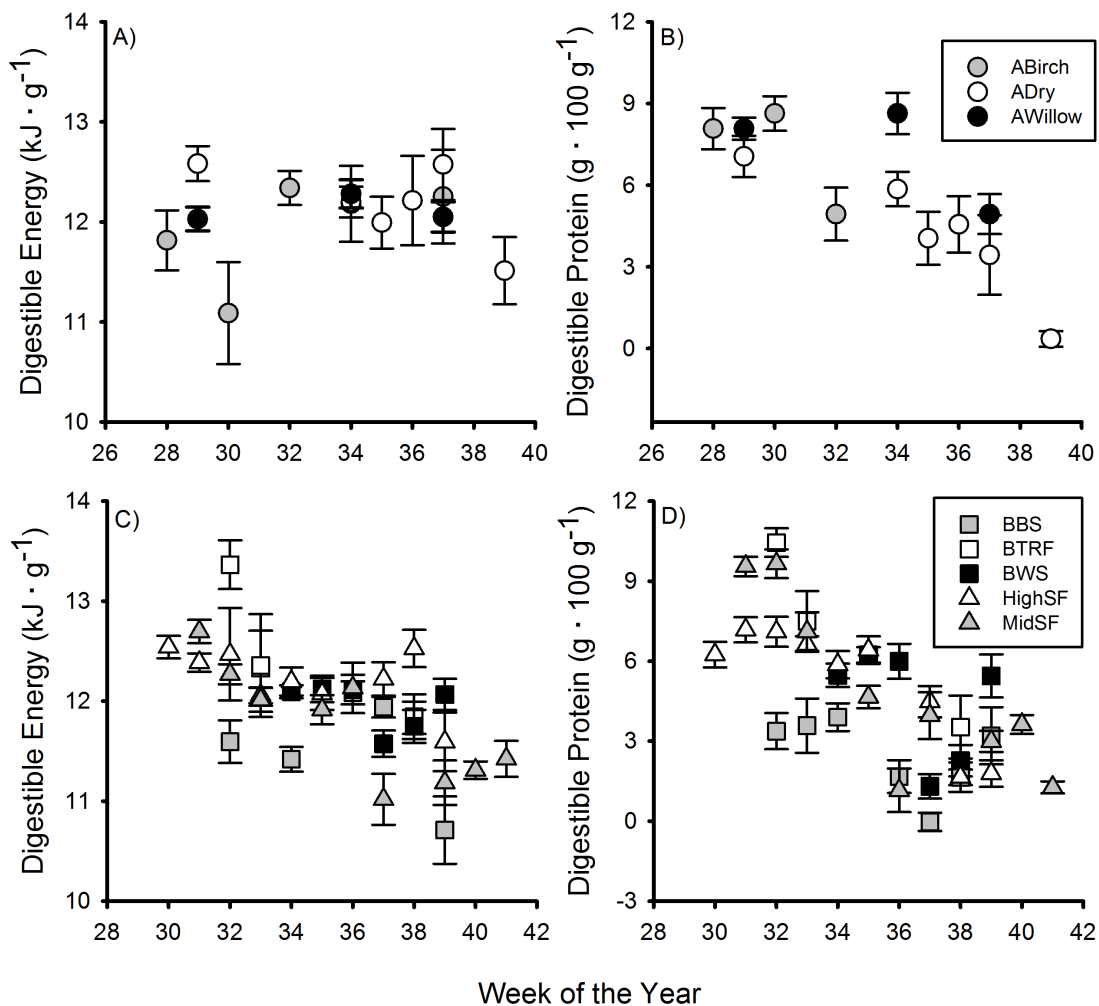 A)
14
13
12
11
10
Digestible Energy (kJ · g⁻¹)
26 28 30 32 34 36 38 40
B)
12
9
6
3
0
Digestible Protein (g · 100 g⁻¹)
26 28 30 32 34 36 38 40
ABirch
ADry
AWillow
C)
14
13
12
11
10
Digestible Energy (kJ · g⁻¹)
28 30 32 34 36 38 40 42
D)
12
9
6
3
0
-3
Digestible Protein (g · 100 g⁻¹)
28 30 32 34 36 38 40 42
BBS
BTRF
BWS
HighSF
MidSF
Week of the Year